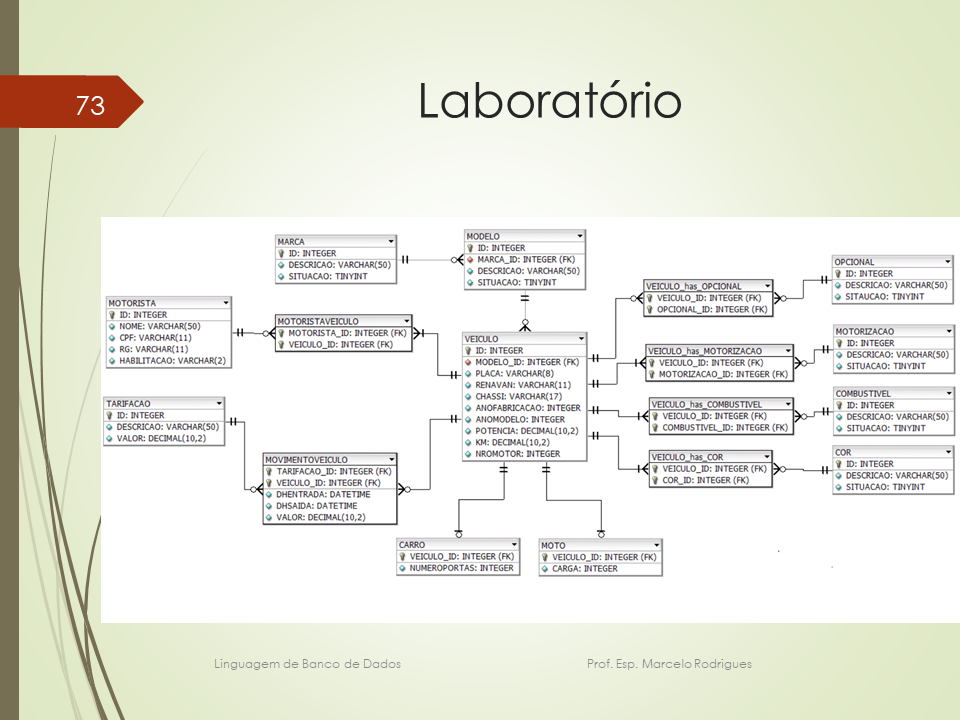 73
Laboratório
MARCA
ID: INTEGER
DESCRICAO: VARCHAR(50)
SITUACAO: TINYINT
MODELO
ID: INTEGER
MARCA_ID: INTEGER (FK)
DESCRICAO: VARCHAR(50)
SITUACAO: TINYINT
OPCIONAL
ID: INTEGER
DESCRICAO: VARCHAR(50)
SITAUCAO: TINYINT
VEICULO_has_OPCIONAL
VEICULO_ID: INTEGER (FK)
OPCIONAL_ID: INTEGER (FK)
MOTORISTA
ID: INTEGER
NOME: VARCHAR(50)
CPF: VARCHAR(11)
RG: VARCHAR(11)
HABILITACAO: VARCHAR(2)
MOTORISTAVEICULO
MOTORISTA_ID: INTEGER (FK)
VEICULO_ID: INTEGER (FK)
VEICULO
ID: INTEGER
MODELO_ID: INTEGER (FK)
PLACA: VARCHAR(8)
RENAVAN: VARCHAR(11)
CHASSI: VARCHAR(17)
ANOFABRICACAO: INTEGER
ANOMODELO: INTEGER
POTENCIA: DECIMAL(10,2)
KM: DECIMAL(10,2)
NROMOTOR: INTEGER
VEICULO_has_MOTORIZACAO
VEICULO_ID: INTEGER (FK)
MOTORIZACAO_ID: INTEGER (FK)
MOTORIZACAO
ID: INTEGER
DESCRICAO: VARCHAR(50)
SITUACAO: TINYINT
VEICULO_has_COMBUSTIVEL
VEICULO_ID: INTEGER (FK)
COMBUSTIVEL_ID: INTEGER (FK)
COMBUSTIVEL
ID: INTEGER
DESCRICAO: VARCHAR(50)
SITUACAO: TINYINT
TARIFACAO
ID: INTEGER
DESCRICAO: VARCHAR(50)
VALOR: DECIMAL(10,2)
MOVIMENTOVEICULO
TARIFACAO_ID: INTEGER (FK)
VEICULO_ID: INTEGER (FK)
DHENTRADA: DATETIME
DHSAIDA: DATETIME
VALOR: DECIMAL(10,2)
VEICULO_has_COR
VEICULO_ID: INTEGER (FK)
COR_ID: INTEGER (FK)
COR
ID: INTEGER
DESCRICAO: VARCHAR(50)
SITUACAO: TINYINT
CARRO
VEICULO_ID: INTEGER (FK)
NUMEROPORTAS: INTEGER
MOTO
VEICULO_ID: INTEGER (FK)
CARGA: INTEGER
Linguagem de Banco de Dados
Prof. Esp. Marcelo Rodrigues